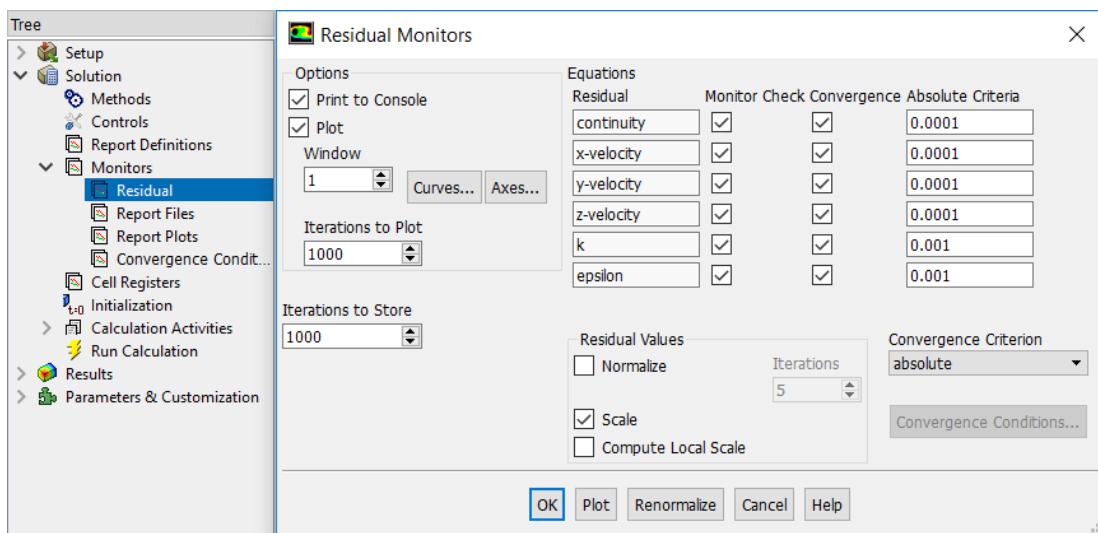 Tree
Setup
Solution
Methods
Controls
Report Definitions
Monitors
Residual
Report Files
Report Plots
Convergence Condit...
Cell Registers
t=0 Initialization
Calculation Activities
Run Calculation
Results
Parameters & Customization
Residual Monitors
Options
Print to Console
Plot
Window
1
Curves... Axes...
Iterations to Plot
1000
Iterations to Store
1000
Equations
Residual Monitor Check Convergence Absolute Criteria
continuity 0.0001
x-velocity 0.0001
y-velocity 0.0001
z-velocity 0.0001
k 0.001
epsilon 0.001
Residual Values
Normalize
Iterations
5
Scale
Compute Local Scale
Convergence Criterion
absolute
Convergence Conditions...
OK Plot Renormalize Cancel Help